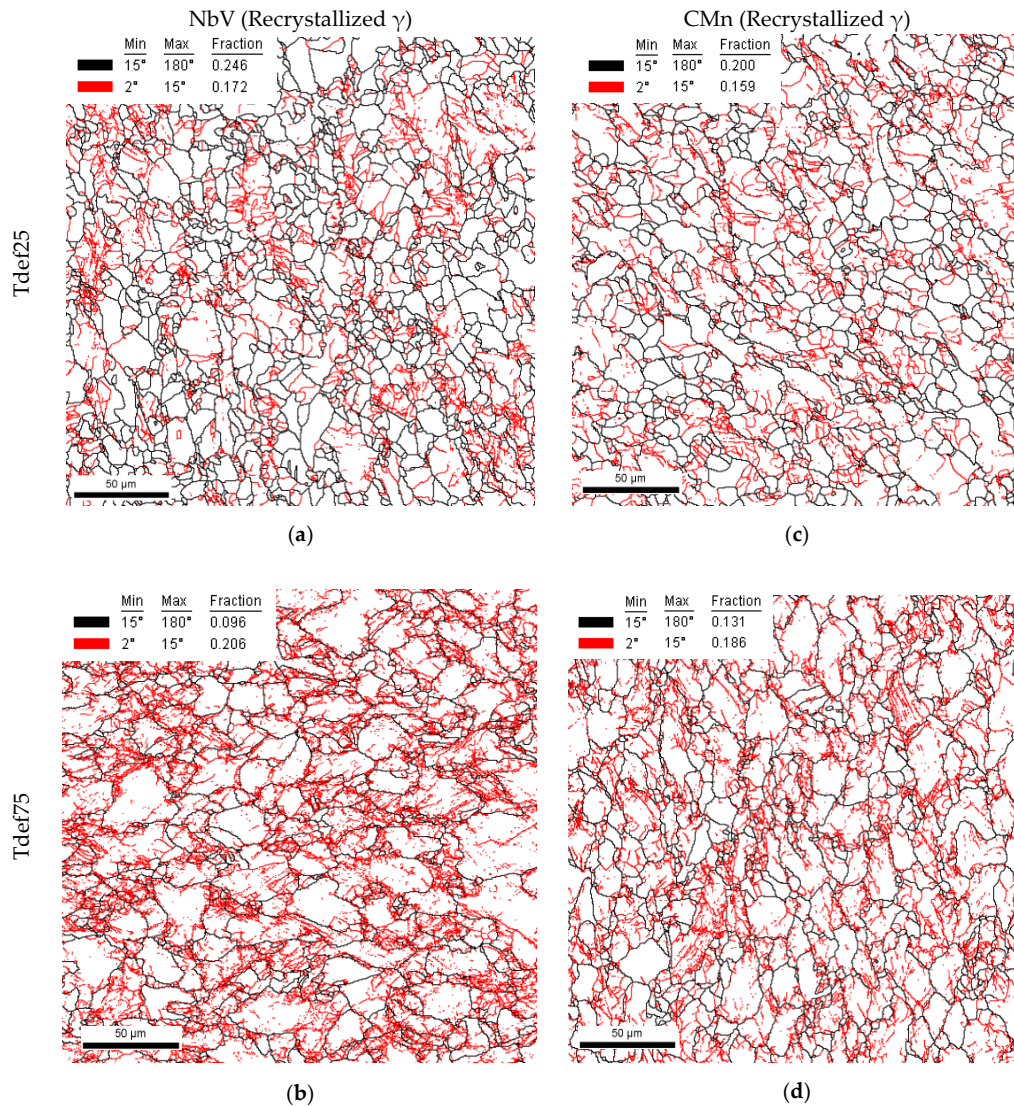 NbV (Recrystallized γ)
CMn (Recrystallized γ)
Tdef25
Min Max Fraction
15° 180° 0.246
2° 15° 0.172
50 µm
(a)
Min Max Fraction
15° 180° 0.200
2° 15° 0.159
50 µm
(c)
Tdef75
Min Max Fraction
15° 180° 0.096
2° 15° 0.206
50 µm
(b)
Min Max Fraction
15° 180° 0.131
2° 15° 0.186
50 µm
(d)